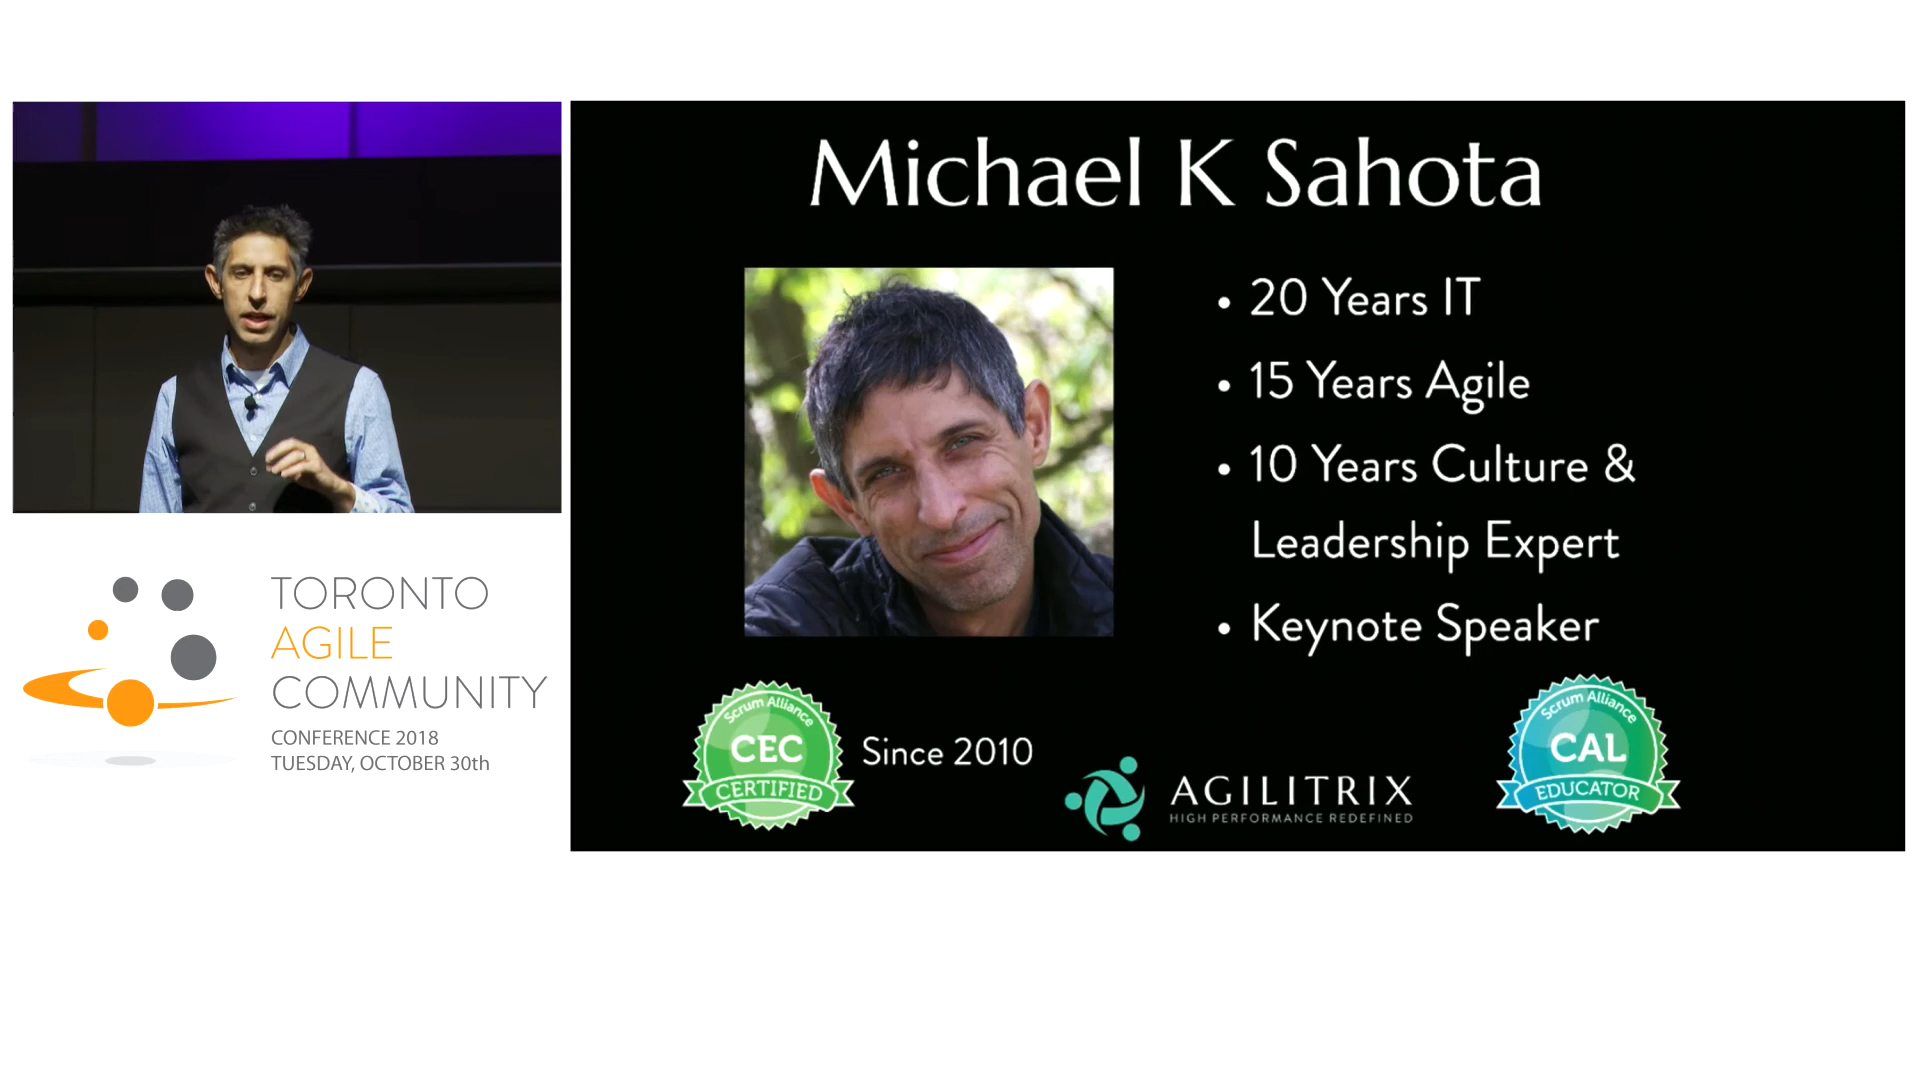 Michael K Sahota
• 20 Years IT
• 15 Years Agile
• 10 Years Culture &
Leadership Expert
• Keynote Speaker
Scrum Alliance
CEC
CERTIFIED
Since 2010
AGILITRIX
HIGH PERFORMANCE REDEFINED
Scrum Alliance
CAL
EDUCATOR
TORONTO
AGILE
COMMUNITY
CONFERENCE 2018
TUESDAY, OCTOBER 30th